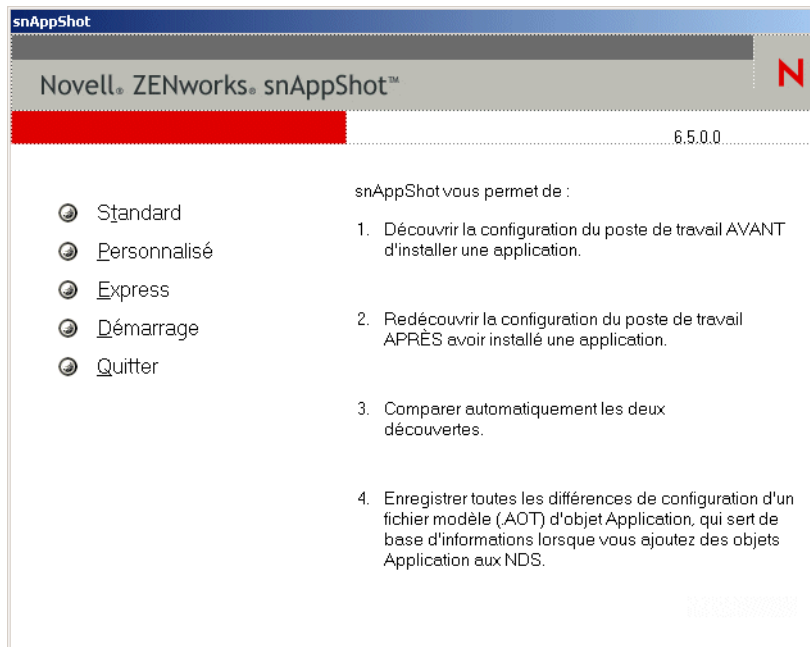 snAppShot
Novell® ZENworks® snAppShot™
N
6.5.0.0
Standard
Personnalisé
Express
Démarrage
Quitter
snAppShot vous permet de :
1. Découvrir la configuration du poste de travail AVANT
d'installer une application.
2. Redécouvrir la configuration du poste de travail
APRÈS avoir installé une application.
3. Comparer automatiquement les deux
découvertes.
4. Enregistrer toutes les différences de configuration d'un
fichier modèle (.AOT) d'objet Application, qui sert de
base d'informations lorsque vous ajoutez des objets
Application aux NDS.